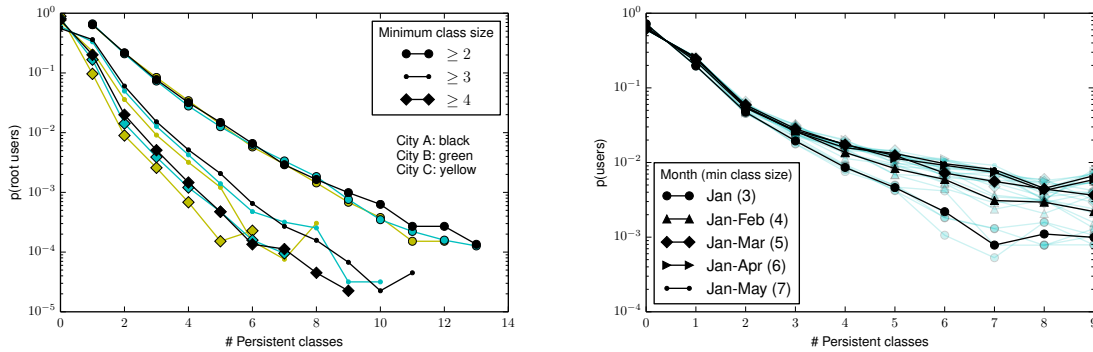 10^0
10^{-1}
10^{-2}
10^{-3}
10^{-4}
10^{-5}
p(root users)
0 2 4 6 8 10 12 14
# Persistent classes
Minimum class size
≥ 2
≥ 3
≥ 4
City A: black
City B: green
City C: yellow
10^0
10^{-1}
10^{-2}
10^{-3}
10^{-4}
p(users)
0 1 2 3 4 5 6 7 8 9
# Persistent classes
Month (min class size)
Jan (3)
Jan-Feb (4)
Jan-Mar (5)
Jan-Apr (6)
Jan-May (7)